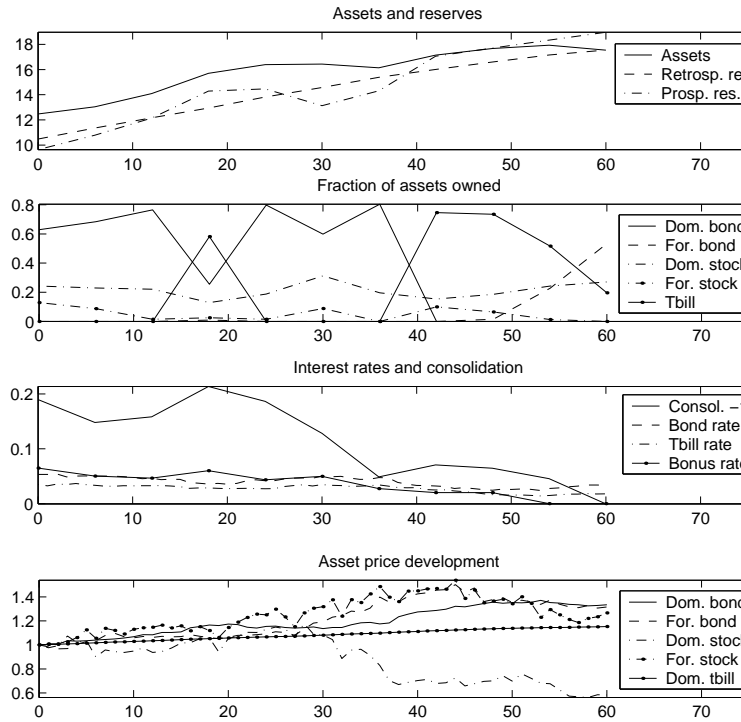 Assets and reserves
18
16
14
12
10
0 10 20 30 40 50 60 70
Assets
Retrosp. re
Prosp. res.
Fraction of assets owned
0.8
0.6
0.4
0.2
0
0 10 20 30 40 50 60 70
Dom. bond
For. bond
Dom. stock
For. stock
Tbill
Interest rates and consolidation
0.2
0.1
0
0 10 20 30 40 50 60 70
Consol. −
Bond rate
Tbill rate
Bonus rate
Asset price development
1.4
1.2
1
0.8
0.6
0 10 20 30 40 50 60 70
Dom. bond
For. bond
Dom. stock
For. stock
Dom. tbill